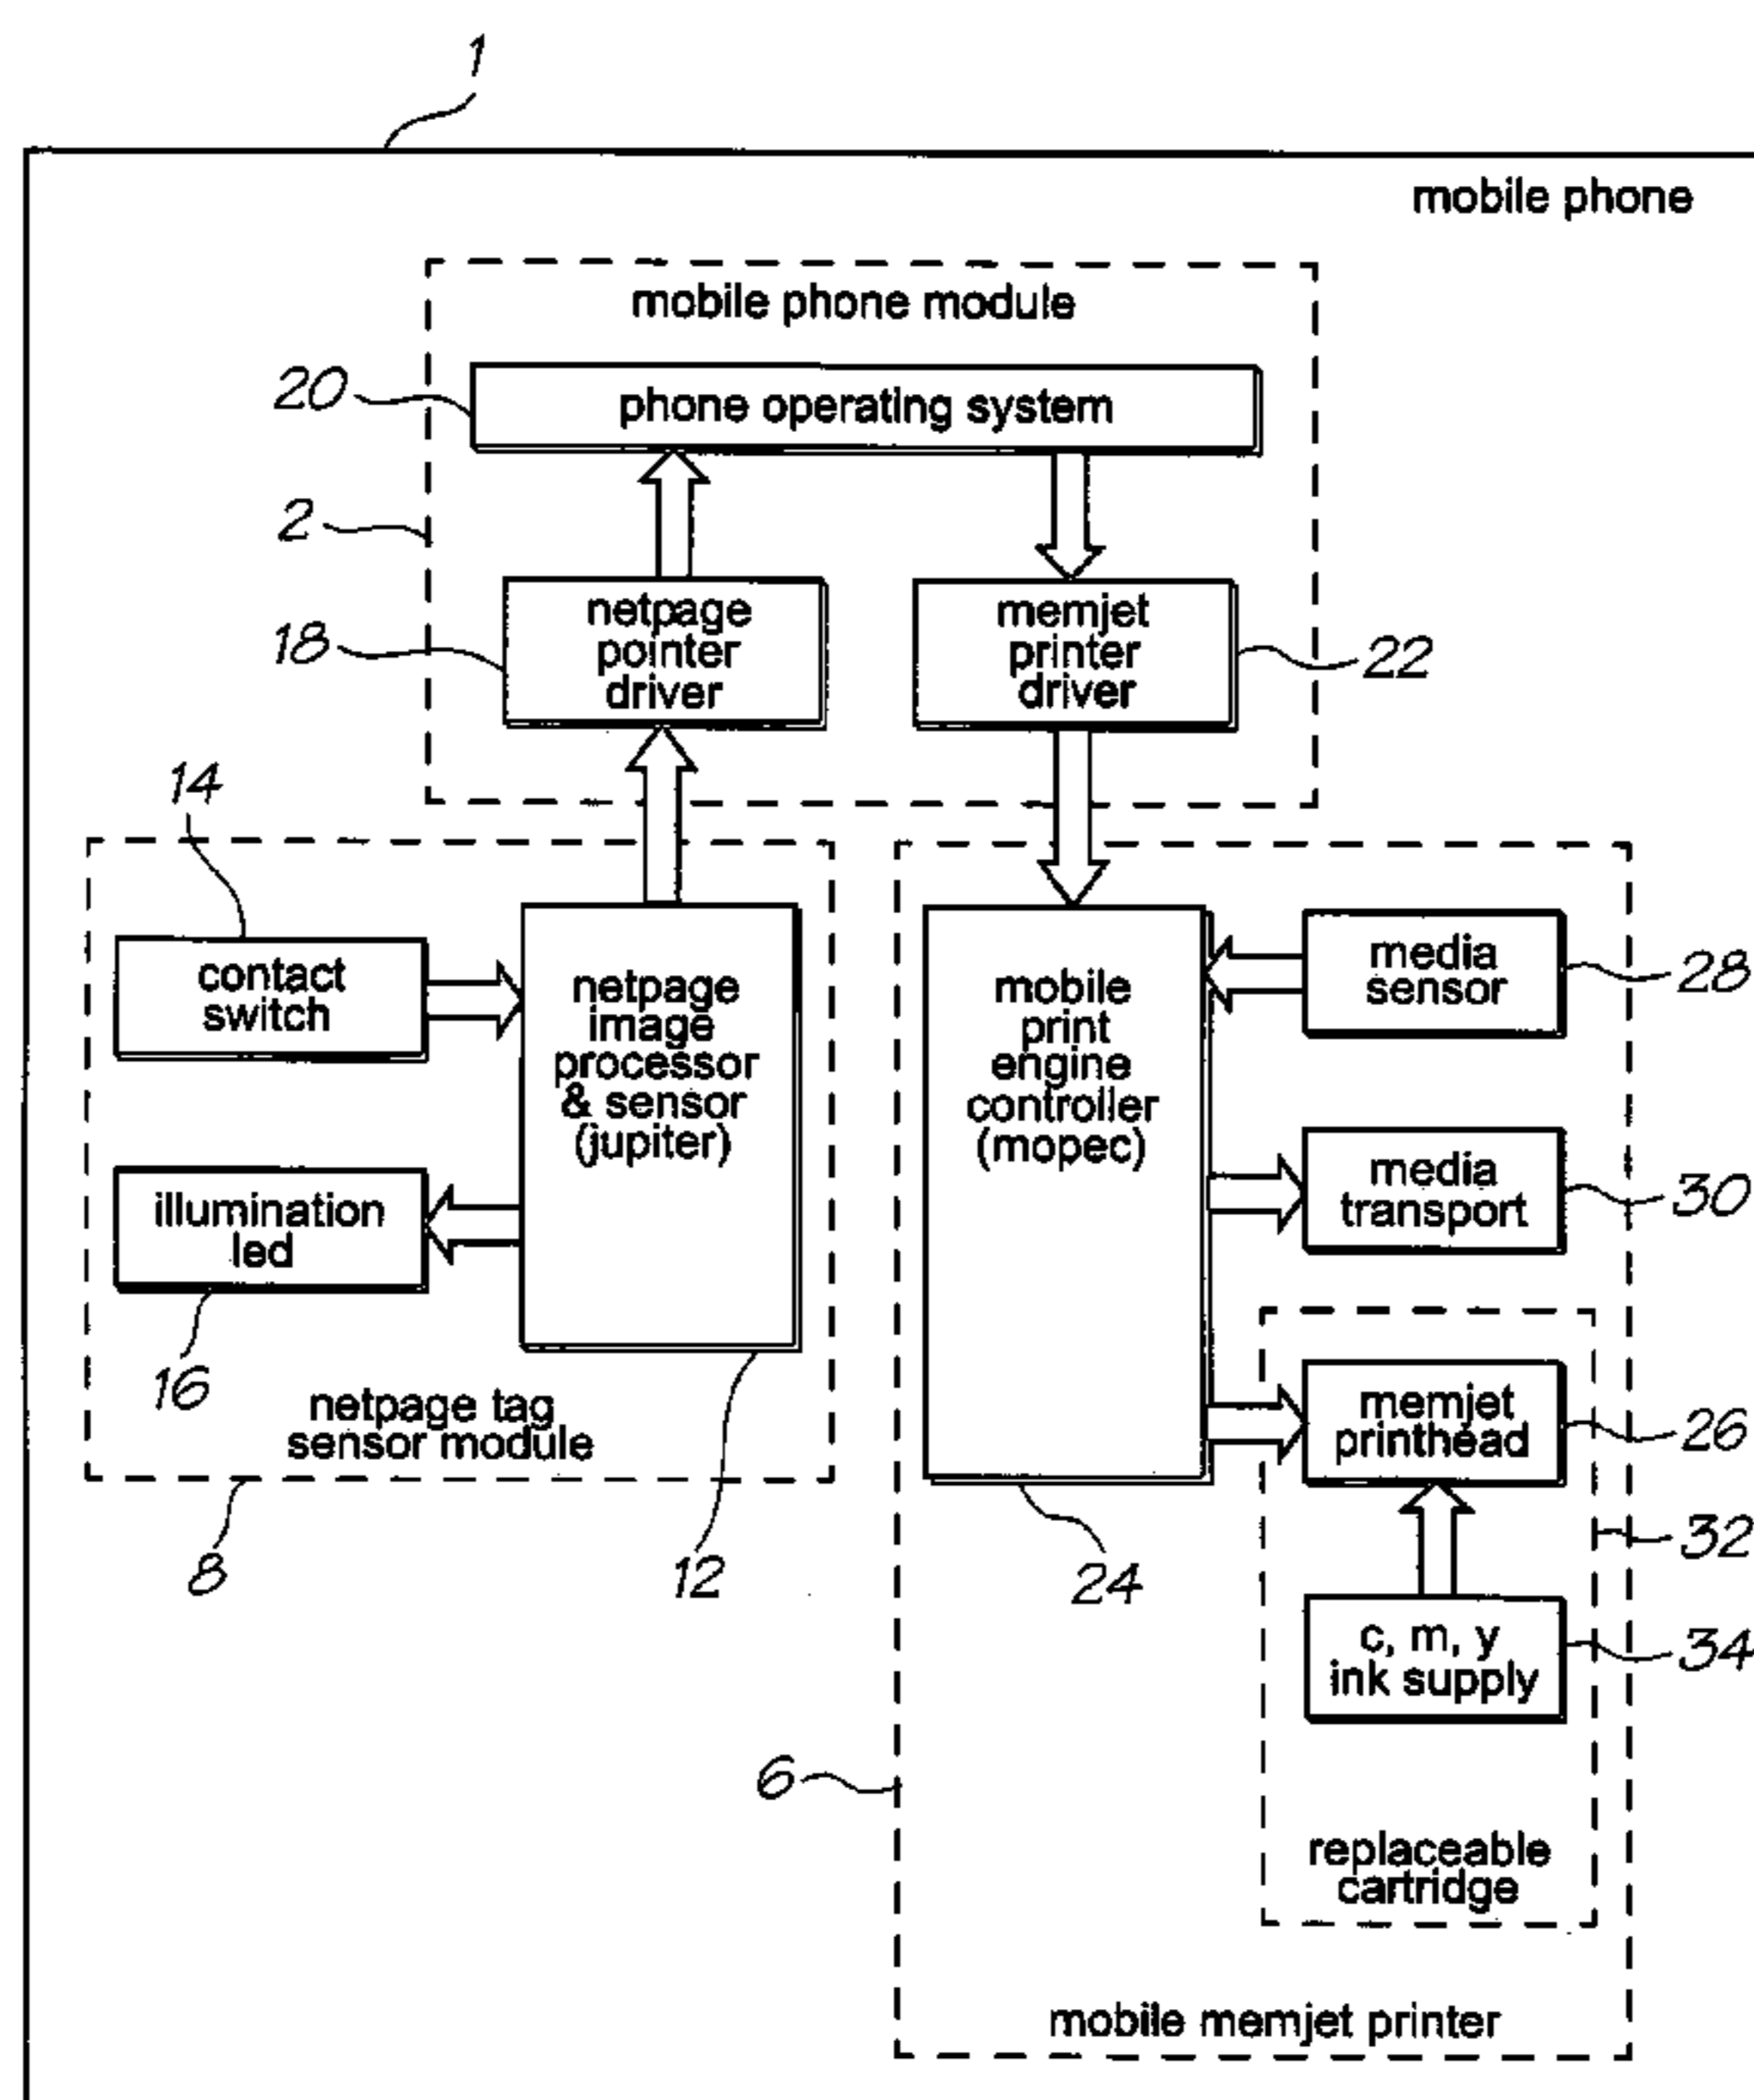 1
mobile phone
mobile phone module
20
phone operating system
2
18
netpage
pointer
driver
memjet
printer
driver
22
14
contact
switch
netpage
image
processor
& sensor
(jupiter)
illumination
led
16
netpage tag
sensor module
8
12
mobile
print
engine
controller
(mopec)
media
sensor
28
media
transport
30
memjet
printhead
26
24
32
c, m, y
ink supply
34
6
replaceable
cartridge
mobile memjet printer